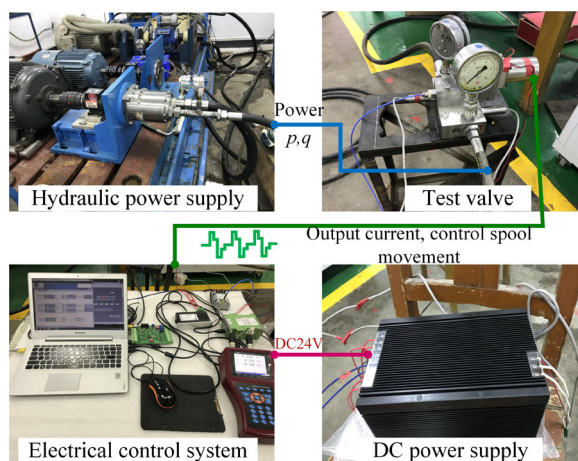 Power
p,q
Hydraulic power supply
Test valve
Output current, control spool
movement
DC24V
Electrical control system
DC power supply